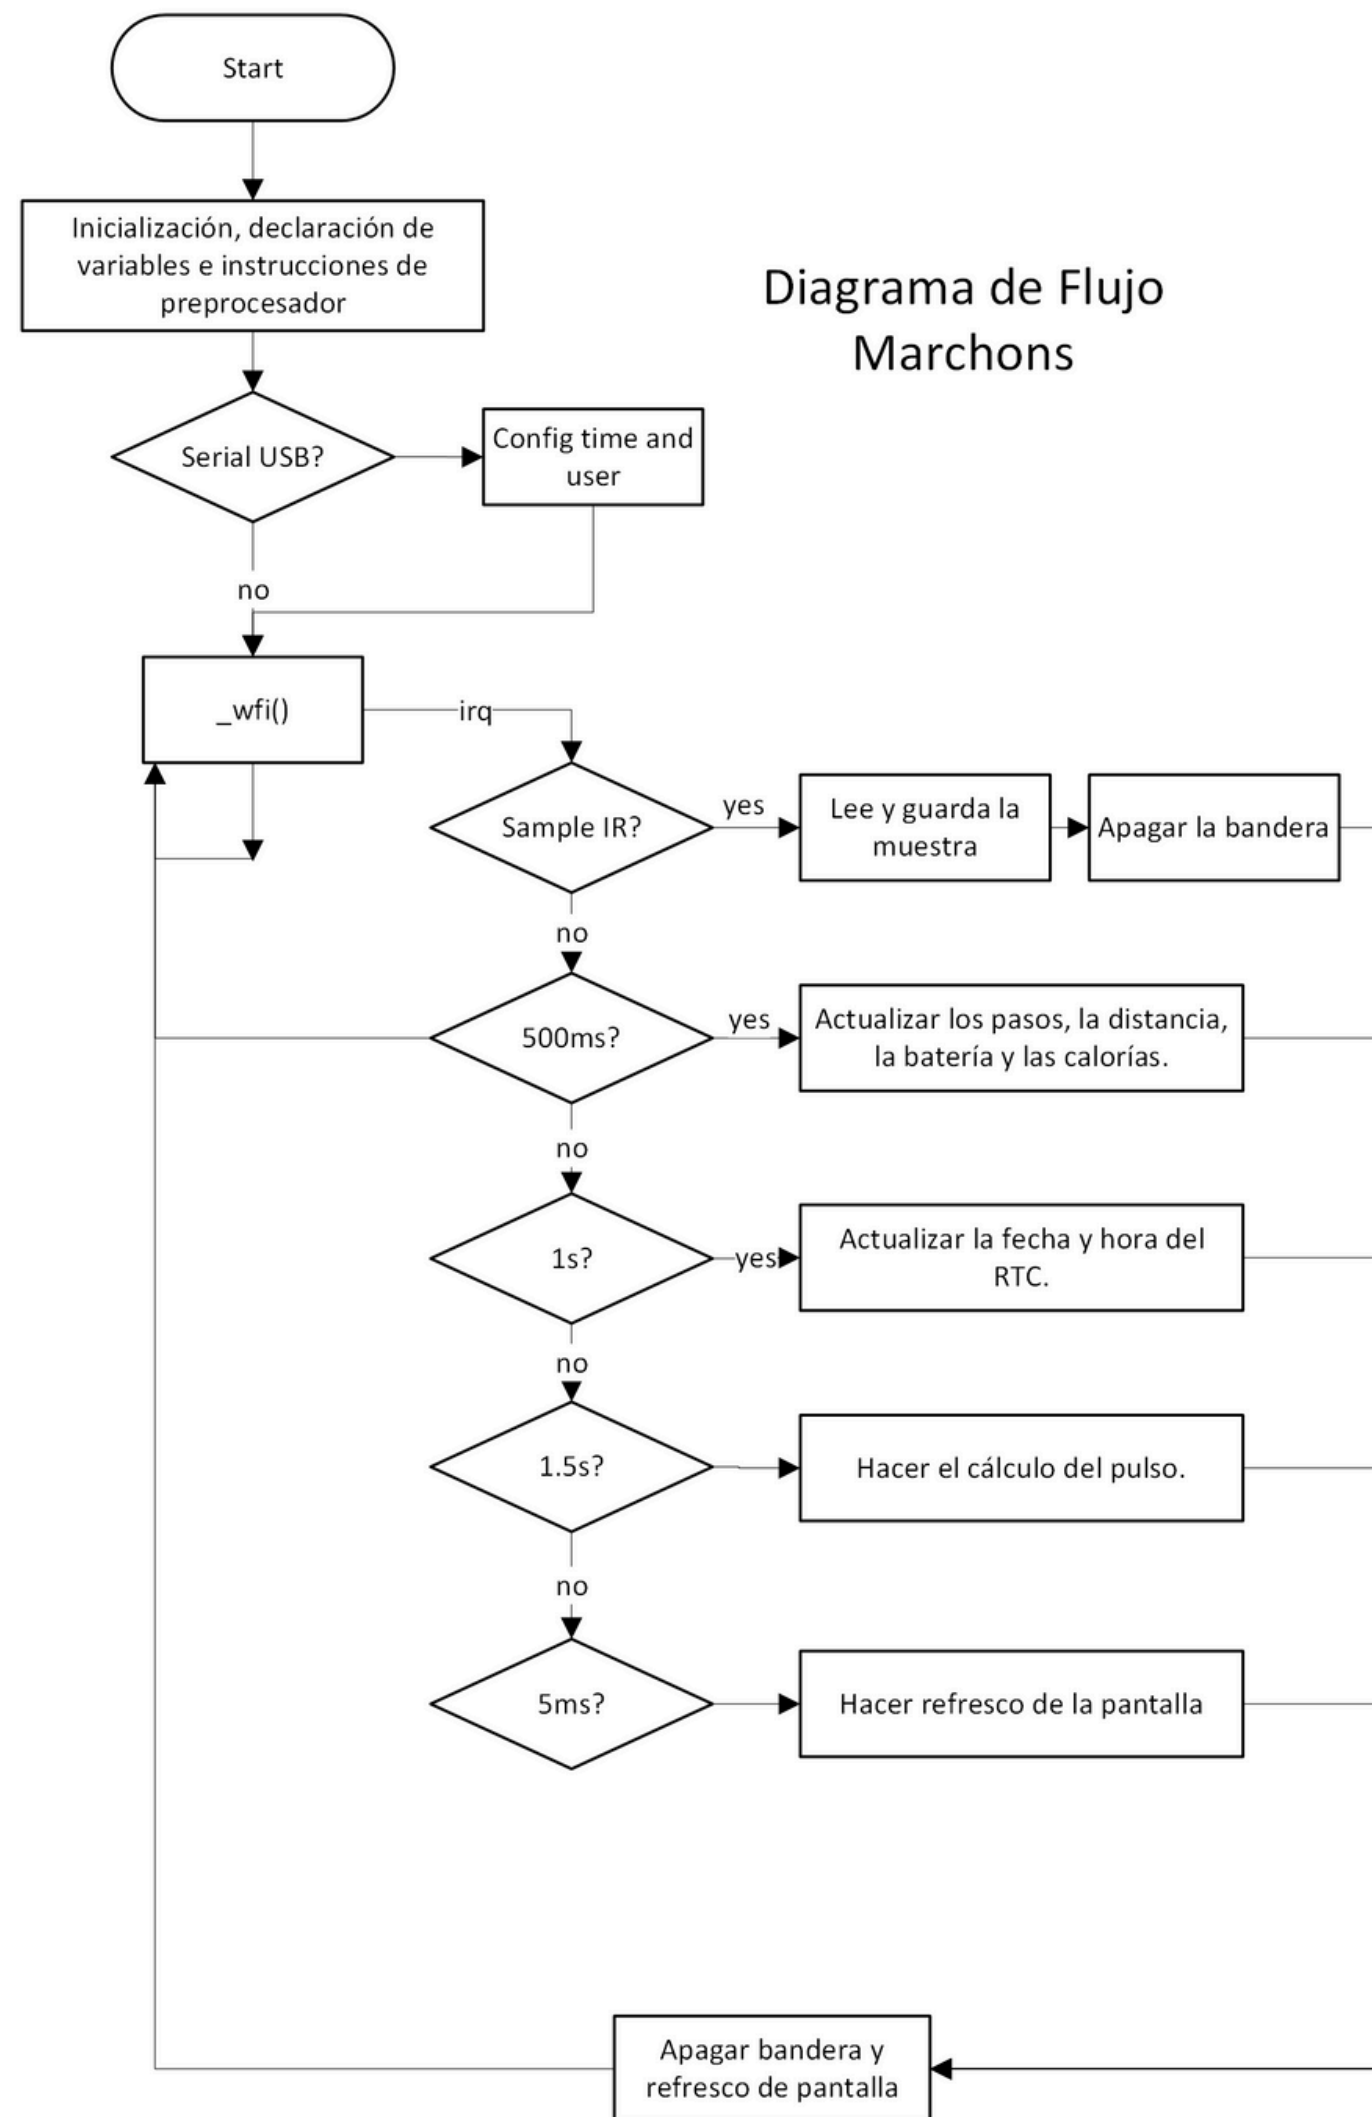 Start
Inicialización, declaración de
variables e instrucciones de
preprocesador
Diagrama de Flujo
Marchons
Serial USB?
Config time and
user
no
_wfi()
irq
Sample IR?
yes
Lee y guarda la
muestra
Apagar la bandera
no
500ms?
yes
Actualizar los pasos, la distancia,
la batería y las calorías.
no
1s?
yes
Actualizar la fecha y hora del
RTC.
no
1.5s?
Hacer el cálculo del pulso.
no
5ms?
Hacer refresco de la pantalla
Apagar bandera y
refresco de pantalla